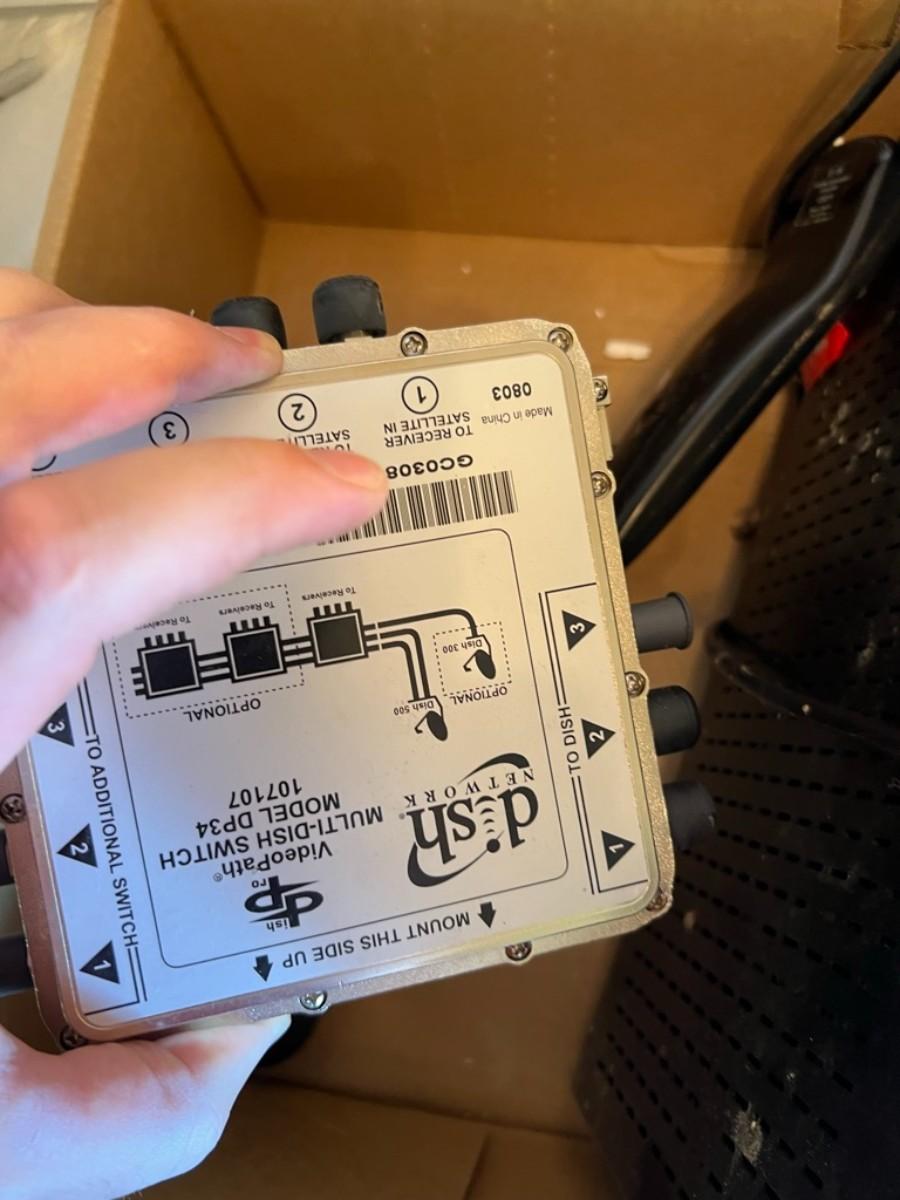 MOUNT THIS SIDE UP
dish
NETWORK
dish
pro
VideoPath®
MULTI-DISH SWITCH
MODEL DP34
107107
TO DISH
1
2
3
TO ADDITIONAL SWITCH
1
2
3
Dish 500
OPTIONAL
Dish 300
OPTIONAL
To Receivers
To Receivers
To Receivers
GC0308
TO RECEIVER
SATELLITE IN
1
2
3
Made in China
0803